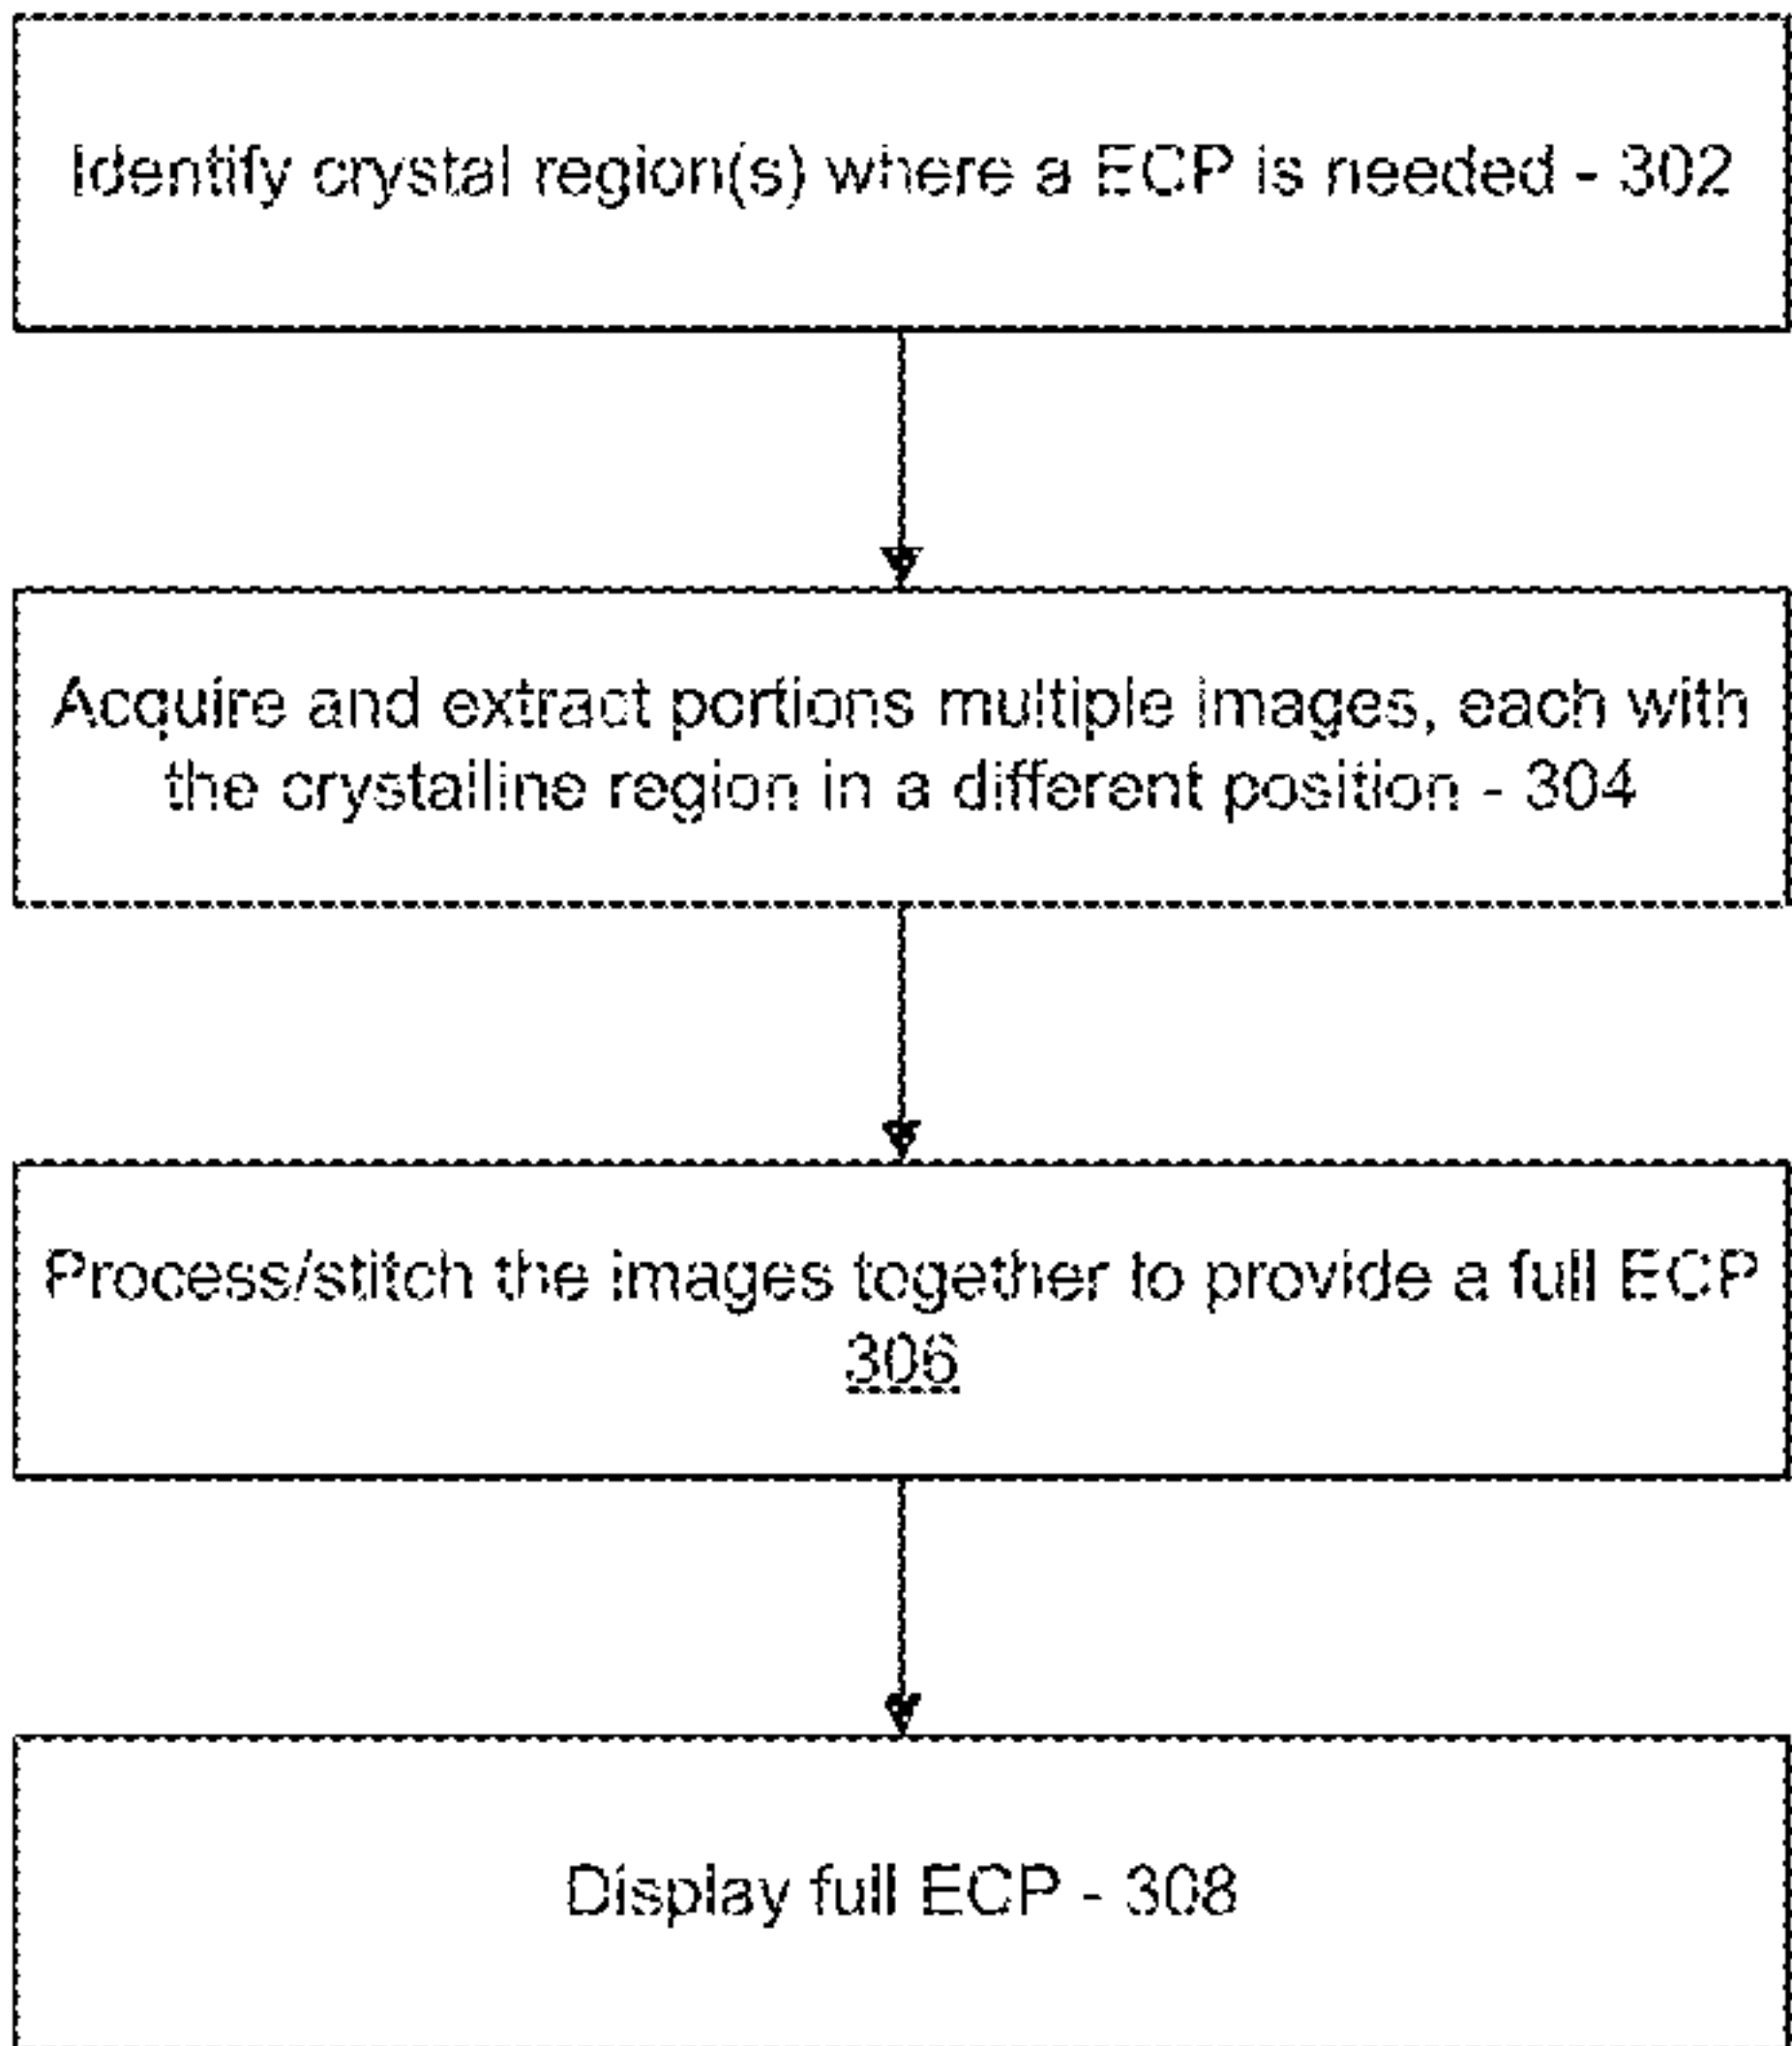 Identify crystal region(s) where a ECP is needed - 302
Acquire and extract portions multiple images, each with
the crystalline region in a different position - 304
Process/stitch the images together to provide a full ECP
306
Display full ECP - 308